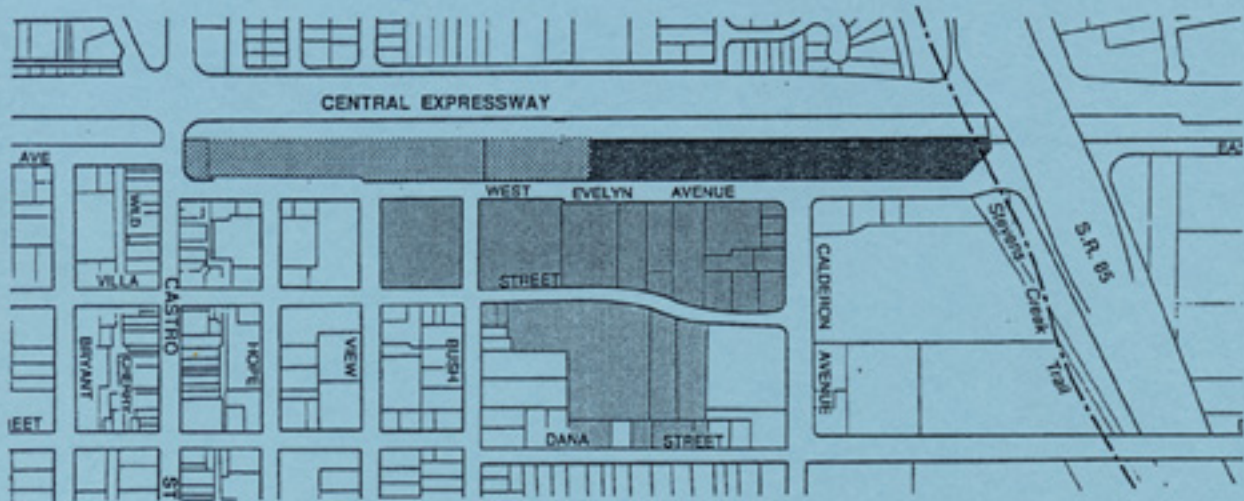 CENTRAL EXPRESSWAY
AVE
WEST EVELYN AVENUE
WILD
VILLA
STREET
CASTRO
BRYANT
HOPE
VIEW
BUSH
CALDERON AVENUE
Stevens Creek Trail
S.R. 85
DANA STREET
ST